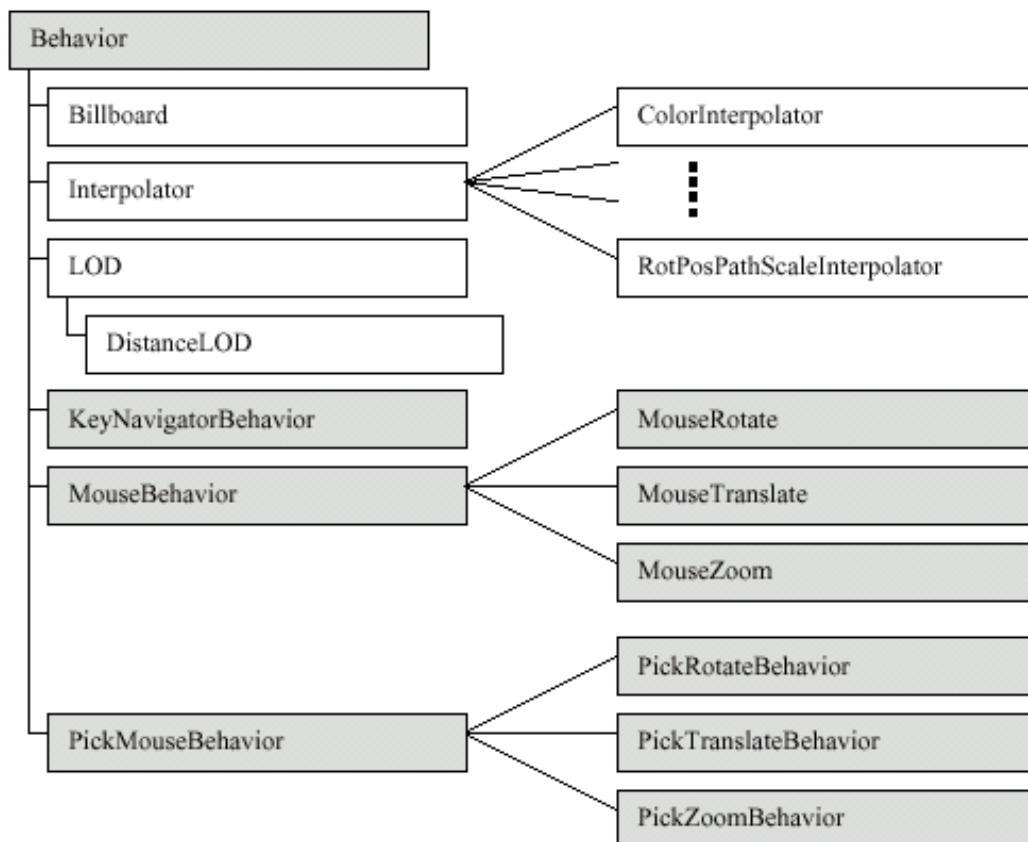 Behavior
Billboard
ColorInterpolator
Interpolator
LOD
RotPosPathScaleInterpolator
DistanceLOD
KeyNavigatorBehavior
MouseRotate
MouseBehavior
MouseTranslate
MouseZoom
PickRotateBehavior
PickMouseBehavior
PickTranslateBehavior
PickZoomBehavior